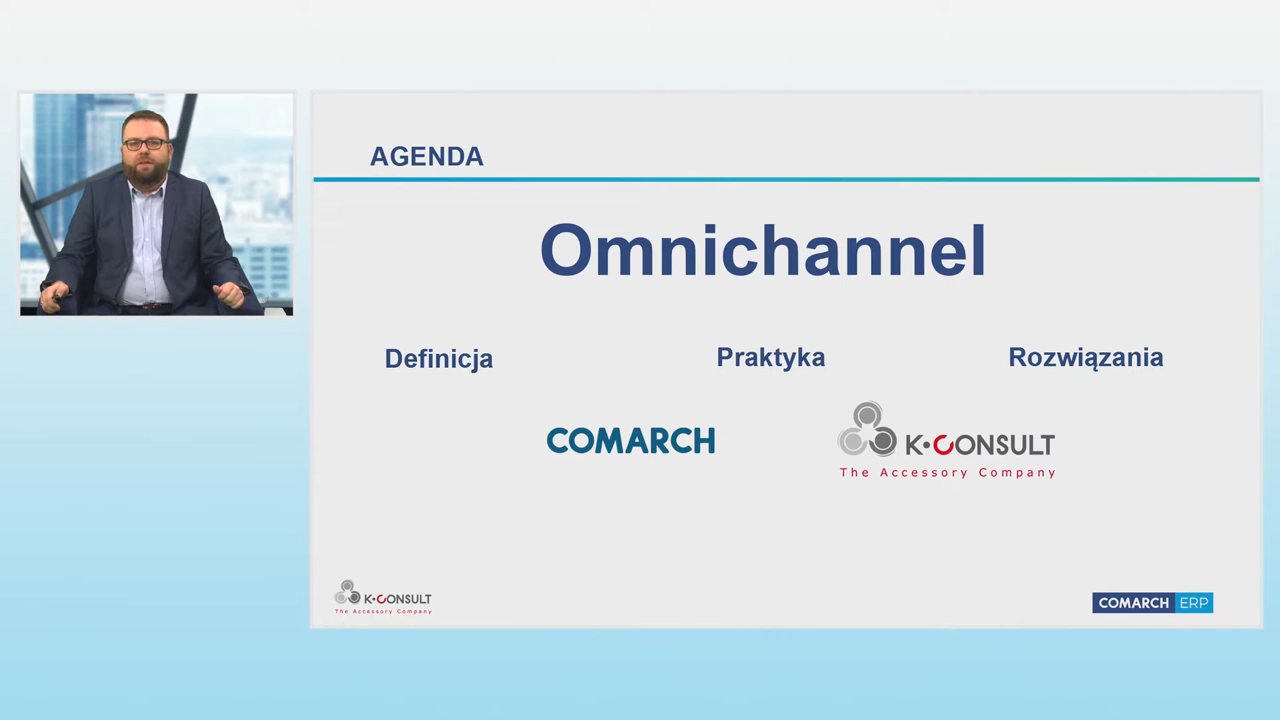 AGENDA
Omnichannel
Definicja Praktyka Rozwiązania
COMARCH K·CONSULT
The Accessory Company
K·CONSULT
The Accessory Company
COMARCH ERP